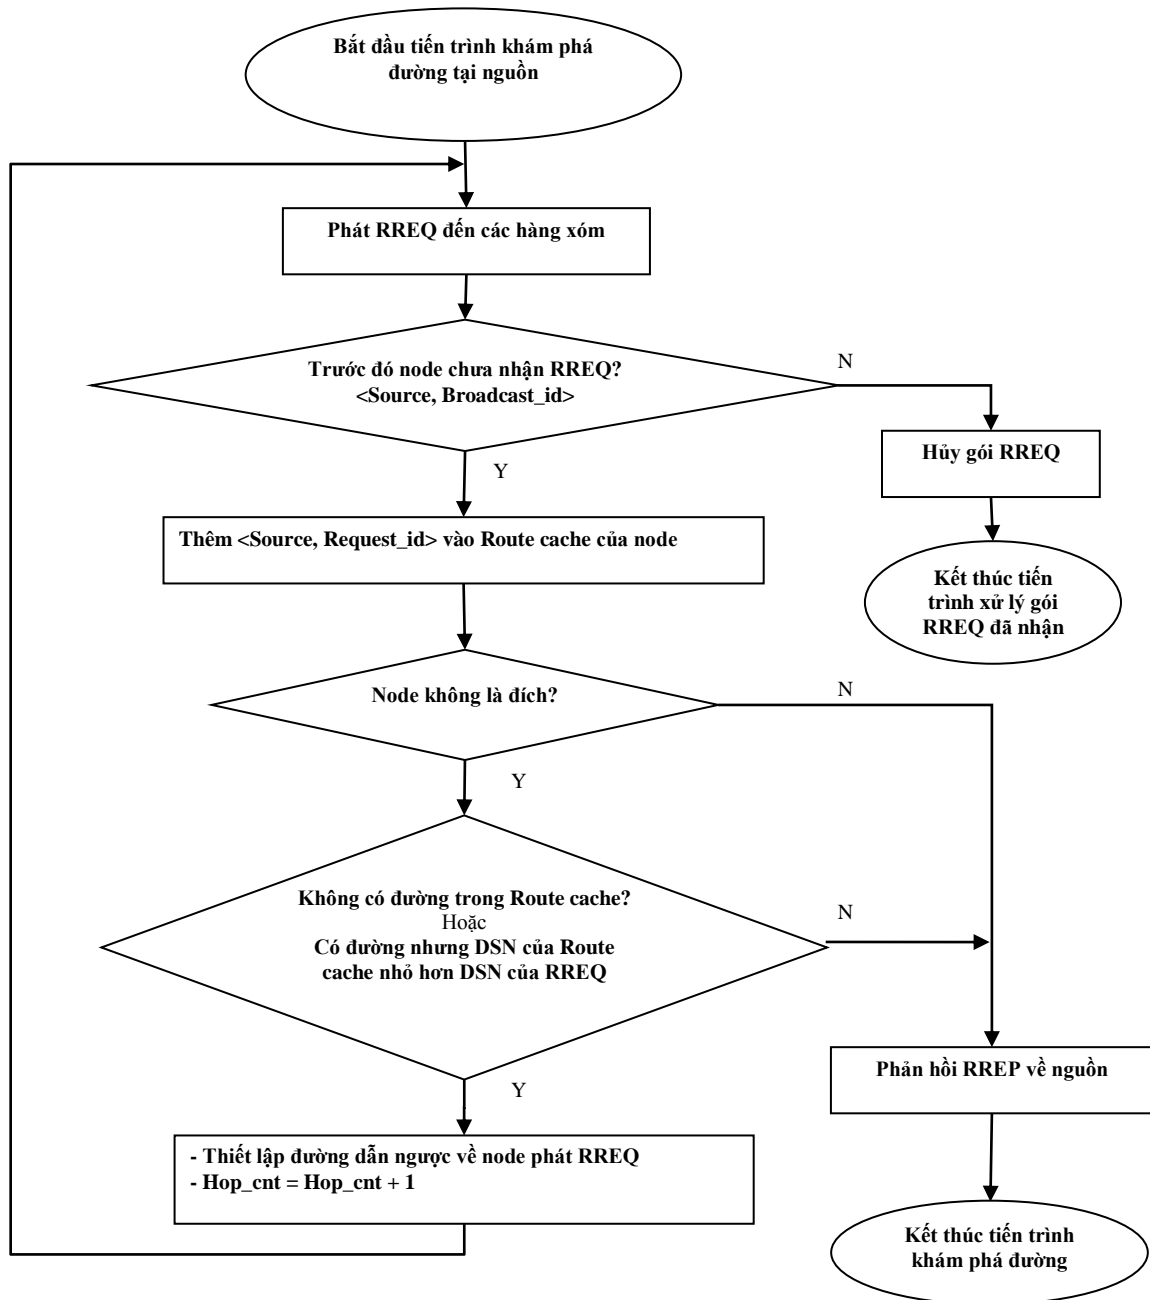 Bắt đầu tiến trình khám phá
đường tại nguồn
Phát RREQ đến các hàng xóm
Trước đó node chưa nhận RREQ?
<Source, Broadcast_id>
N
Hủy gói RREQ
Y
Thêm <Source, Request_id> vào Route cache của node
Kết thúc tiến
trình xử lý gói
RREQ đã nhận
Node không là đích?
N
Y
Không có đường trong Route cache?
Hoặc
Có đường nhưng DSN của Route
cache nhỏ hơn DSN của RREQ
N
Phản hồi RREP về nguồn
Y
- Thiết lập đường dẫn ngược về node phát RREQ
- Hop_cnt = Hop_cnt + 1
Kết thúc tiến trình
khám phá đường